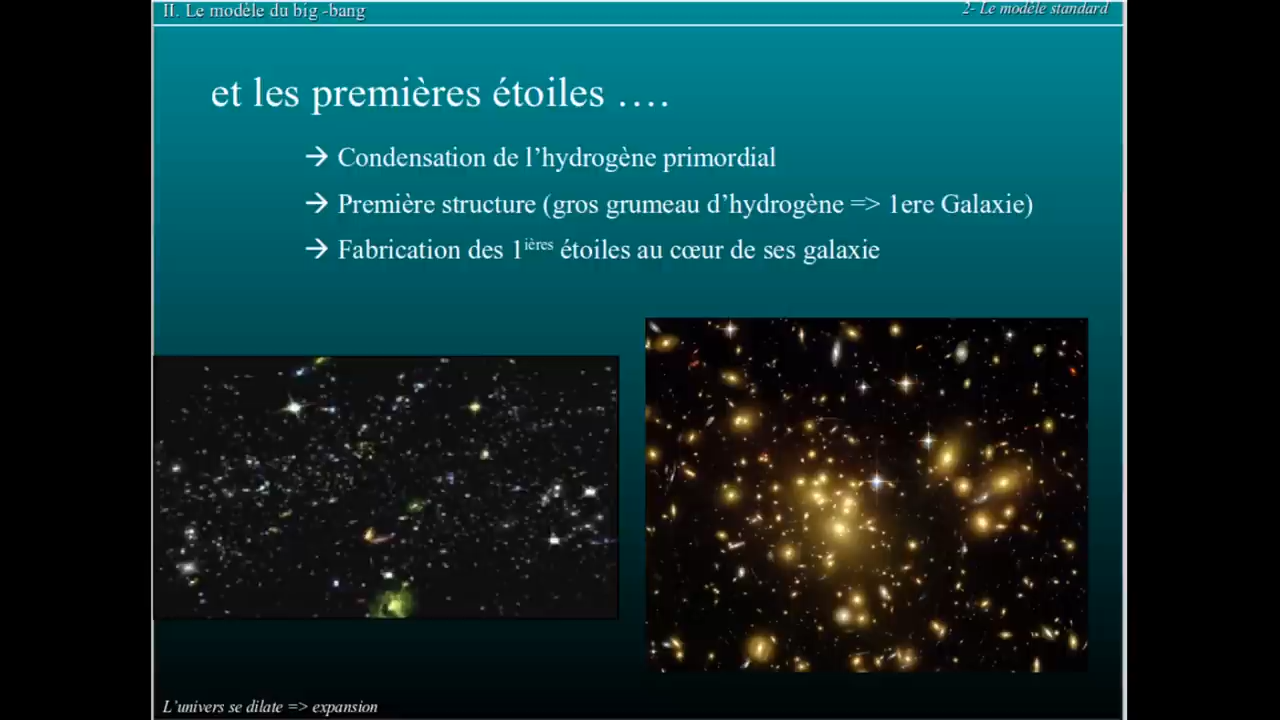 II. Le modèle du big -bang
2- Le modèle standard
et les premières étoiles ….
→ Condensation de l’hydrogène primordial
→ Première structure (gros grumeau d’hydrogène => 1ere Galaxie)
→ Fabrication des 1ières étoiles au cœur de ses galaxie
L’univers se dilate => expansion